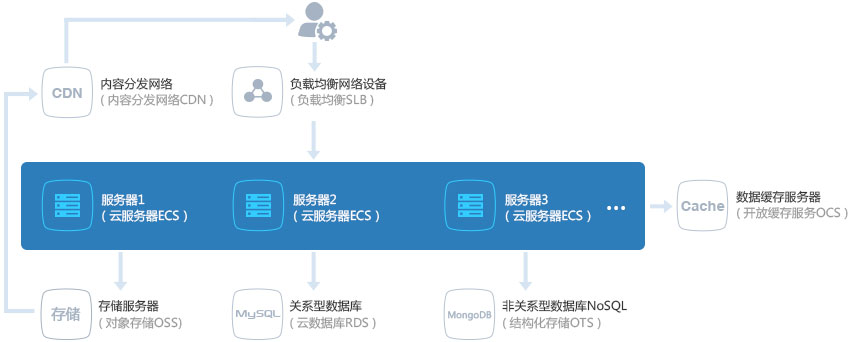 CDN
内容分发网络
( 内容分发网络CDN )
负载均衡网络设备
( 负载均衡SLB )
服务器1
( 云服务器ECS )
服务器2
( 云服务器ECS )
服务器3
( 云服务器ECS )
...
Cache
数据缓存服务器
( 开放缓存服务OCS )
存储
存储服务器
( 对象存储OSS)
MySQL
关系型数据库
( 云数据库RDS )
MongoDB
非关系型数据库NoSQL
( 结构化存储OTS )